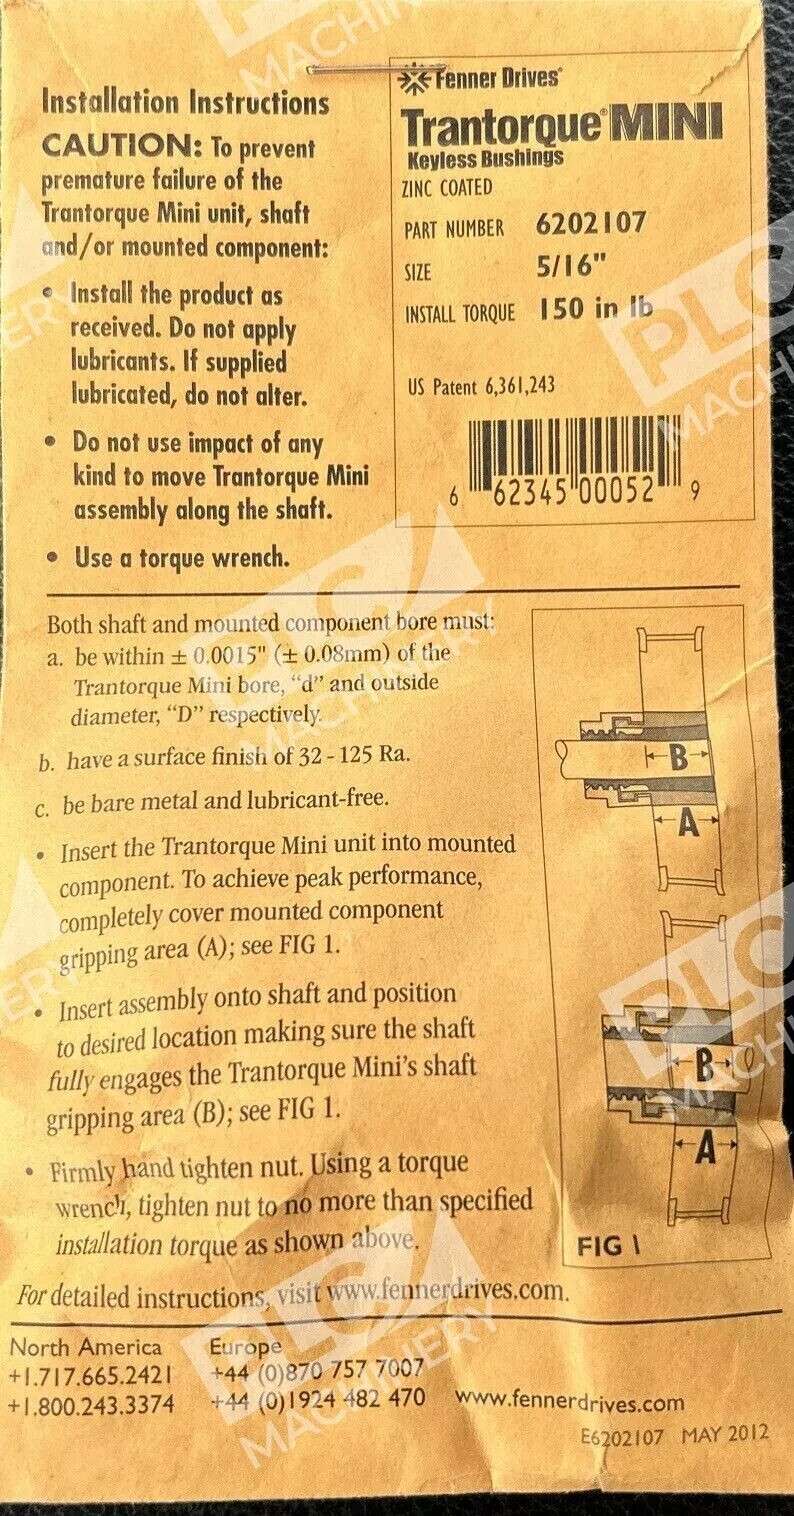 Installation Instructions
CAUTION: To prevent
premature failure of the
Trantorque Mini unit, shaft
and/or mounted component:
• Install the product as
received. Do not apply
lubricants. If supplied
lubricated, do not alter.
• Do not use impact of any
kind to move Trantorque Mini
assembly along the shaft.
• Use a torque wrench.
Fenner Drives®
Trantorque® MINI
Keyless Bushings
ZINC COATED
PART NUMBER 6202107
SIZE 5/16"
INSTALL TORQUE 150 in lb
US Patent 6,361,243
6 62345 00052 9
Both shaft and mounted component bore must:
a. be within ± 0.0015" (± 0.08mm) of the
Trantorque Mini bore, “d” and outside
diameter, “D” respectively.
b. have a surface finish of 32 - 125 Ra.
c. be bare metal and lubricant-free.
• Insert the Trantorque Mini unit into mounted
component. To achieve peak performance,
completely cover mounted component
gripping area (A); see FIG 1.
• Insert assembly onto shaft and position
to desired location making sure the shaft
fully engages the Trantorque Mini’s shaft
gripping area (B); see FIG 1.
• Firmly hand tighten nut. Using a torque
wrench, tighten nut to no more than specified
installation torque as shown above.
B
A
B
A
FIG 1
For detailed instructions, visit www.fennerdrives.com.
North America Europe
+1.717.665.2421 +44 (0)870 757 7007
+1.800.243.3374 +44 (0)1924 482 470 www.fennerdrives.com
E6202107 MAY 2012
PLC MACHINERY